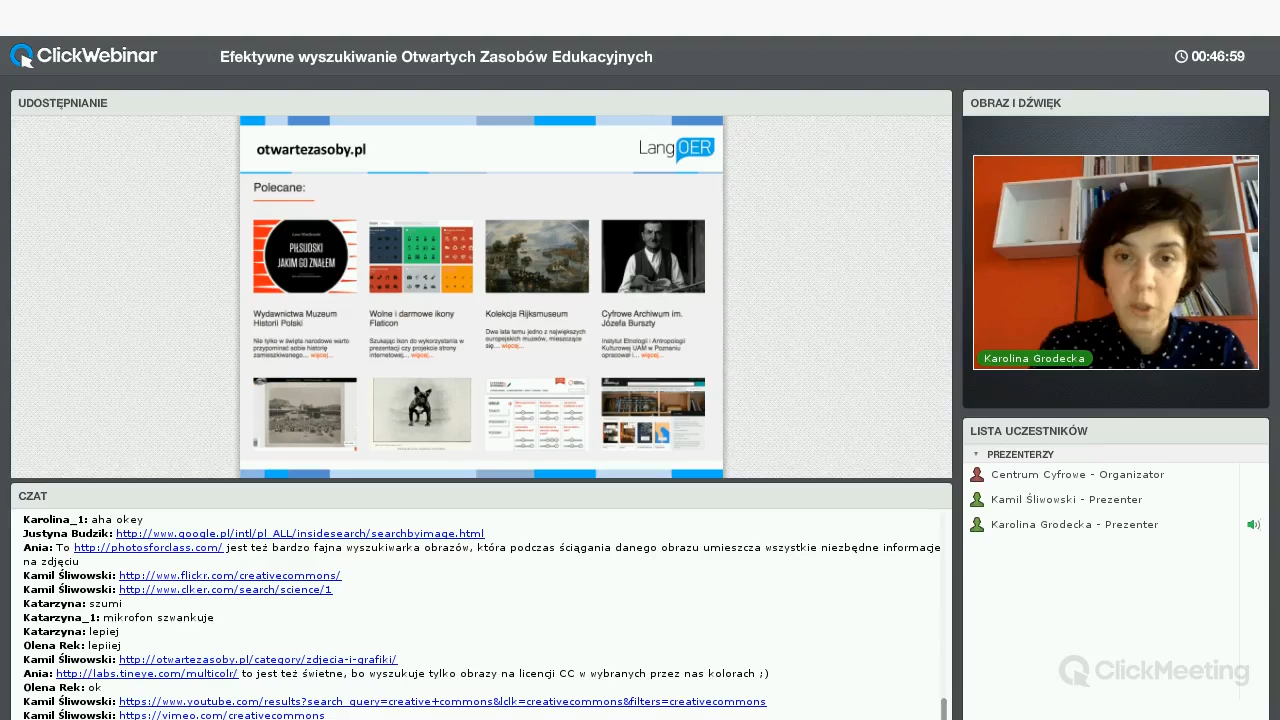 ClickWebinar
Efektywne wyszukiwanie Otwartych Zasobów Edukacyjnych
00:46:59
UDOSTĘPNIANIE
otwartezasoby.pl
LangOER
Polecane:
PIŁSUDSKI
JAKIM GO ZNAŁEM
Wydawnictwa Muzeum
Historii Polski
Nie tylko w święta narodowe warto
przypominać sobie historię
zamieszkiwanego... więcej...
Wolne i darmowe ikony
Flaticon
Szukając ikon do wykorzystania w
prezentacji czy projekcie strony
internetowej... więcej...
Kolekcja Rijksmuseum
Dwa lata temu jedno z największych
europejskich muzeów, mieszczące
się... więcej...
Cyfrowe Archiwum im.
Józefa Burszty
Instytut Etnologii i Antropologii
Kulturowej UAM w Poznaniu
opracował i... więcej...
OBRAZ I DŹWIĘK
Karolina Grodecka
LISTA UCZESTNIKÓW
PREZENTERZY
Centrum Cyfrowe - Organizator
Kamil Śliwowski - Prezenter
Karolina Grodecka - Prezenter
ClickMeeting
CZAT
Karolina_1: aha okey
Justyna Budzik: http://www.google.pl/intl/pl_ALL/insidesearch/searchbyimage.html
Ania: To http://photosforclass.com/ jest też bardzo fajna wyszukiwarka obrazów, która podczas ściągania danego obrazu umieszcza wszystkie niezbędne informacje
na zdjęciu
Kamil Śliwowski: http://www.flickr.com/creativecommons/
Kamil Śliwowski: http://www.clker.com/search/science/1
Katarzyna: szumi
Katarzyna_1: mikrofon szwankuje
Katarzyna: lepiej
Olena Rek: lepiiej
Kamil Śliwowski: http://otwartezasoby.pl/category/zdjecia-i-grafiki/
Ania: http://labs.tineye.com/multicolr/ to jest też świetne, bo wyszukuje tylko obrazy na licencji CC w wybranych przez nas kolorach ;)
Olena Rek: ok
Kamil Śliwowski: https://www.youtube.com/results?search_query=creative+commons&lclk=creativecommons&filters=creativecommons
Kamil Śliwowski: https://vimeo.com/creativecommons